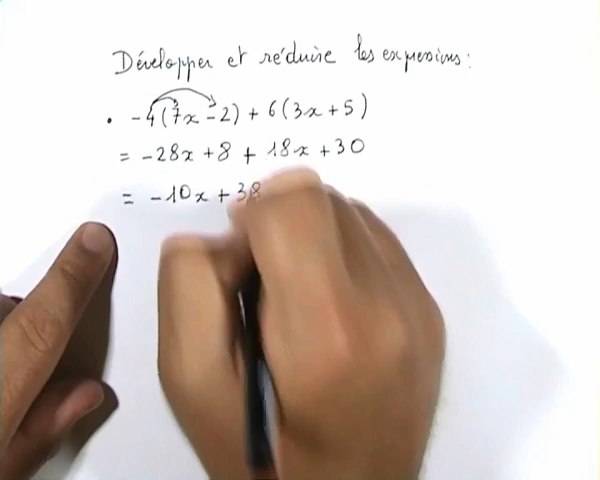 Développer et réduire les expressions :
• -4(7x-2) + 6(3x+5)
= -28x + 8 + 18x + 30
= -10x + 38